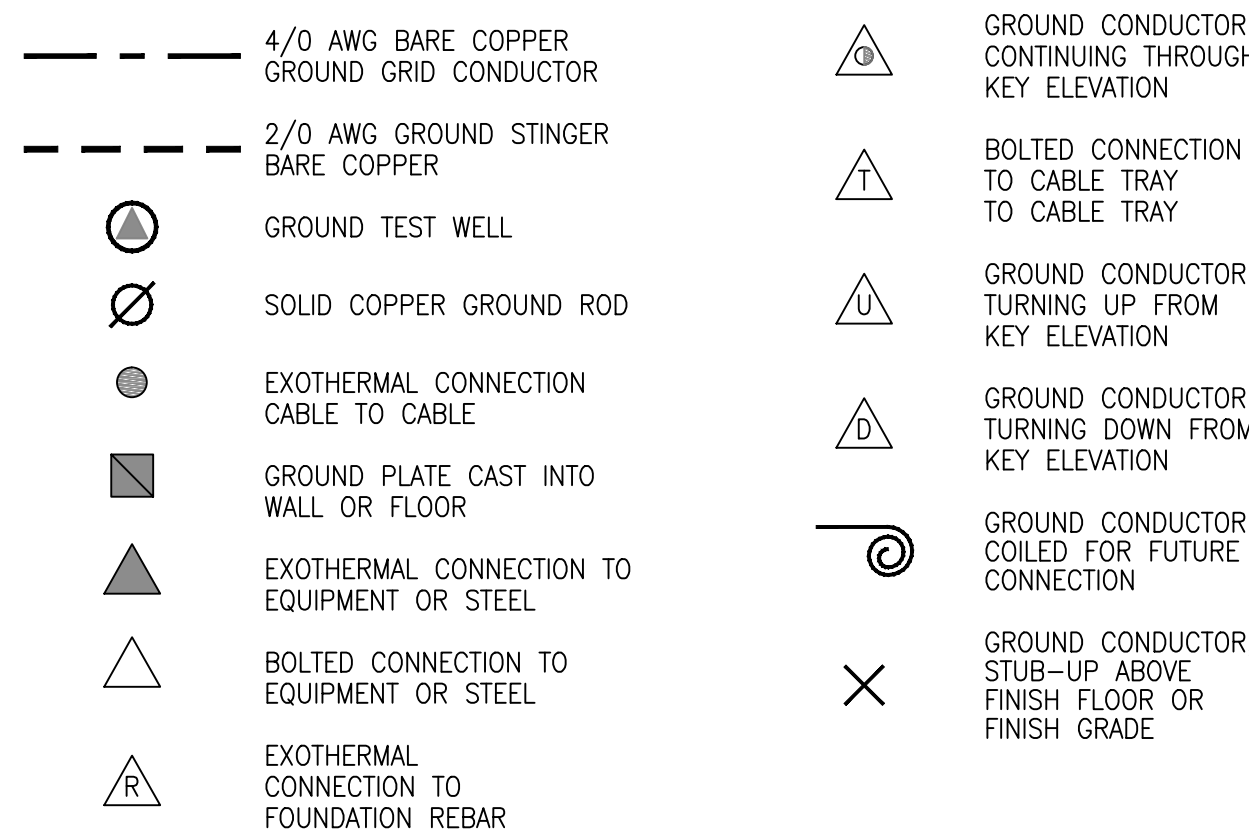 4/0 AWG BARE COPPER
GROUND GRID CONDUCTOR
2/0 AWG GROUND STINGER
BARE COPPER
GROUND TEST WELL
SOLID COPPER GROUND ROD
EXOTHERMAL CONNECTION
CABLE TO CABLE
GROUND PLATE CAST INTO
WALL OR FLOOR
EXOTHERMAL CONNECTION TO
EQUIPMENT OR STEEL
BOLTED CONNECTION TO
EQUIPMENT OR STEEL
R
EXOTHERMAL
CONNECTION TO
FOUNDATION REBAR
GROUND CONDUCTOR
CONTINUING THROUGH
KEY ELEVATION
T
BOLTED CONNECTION
TO CABLE TRAY
TO CABLE TRAY
U
GROUND CONDUCTOR
TURNING UP FROM
KEY ELEVATION
D
GROUND CONDUCTOR
TURNING DOWN FROM
KEY ELEVATION
GROUND CONDUCTOR
COILED FOR FUTURE
CONNECTION
GROUND CONDUCTOR
STUB-UP ABOVE
FINISH FLOOR OR
FINISH GRADE